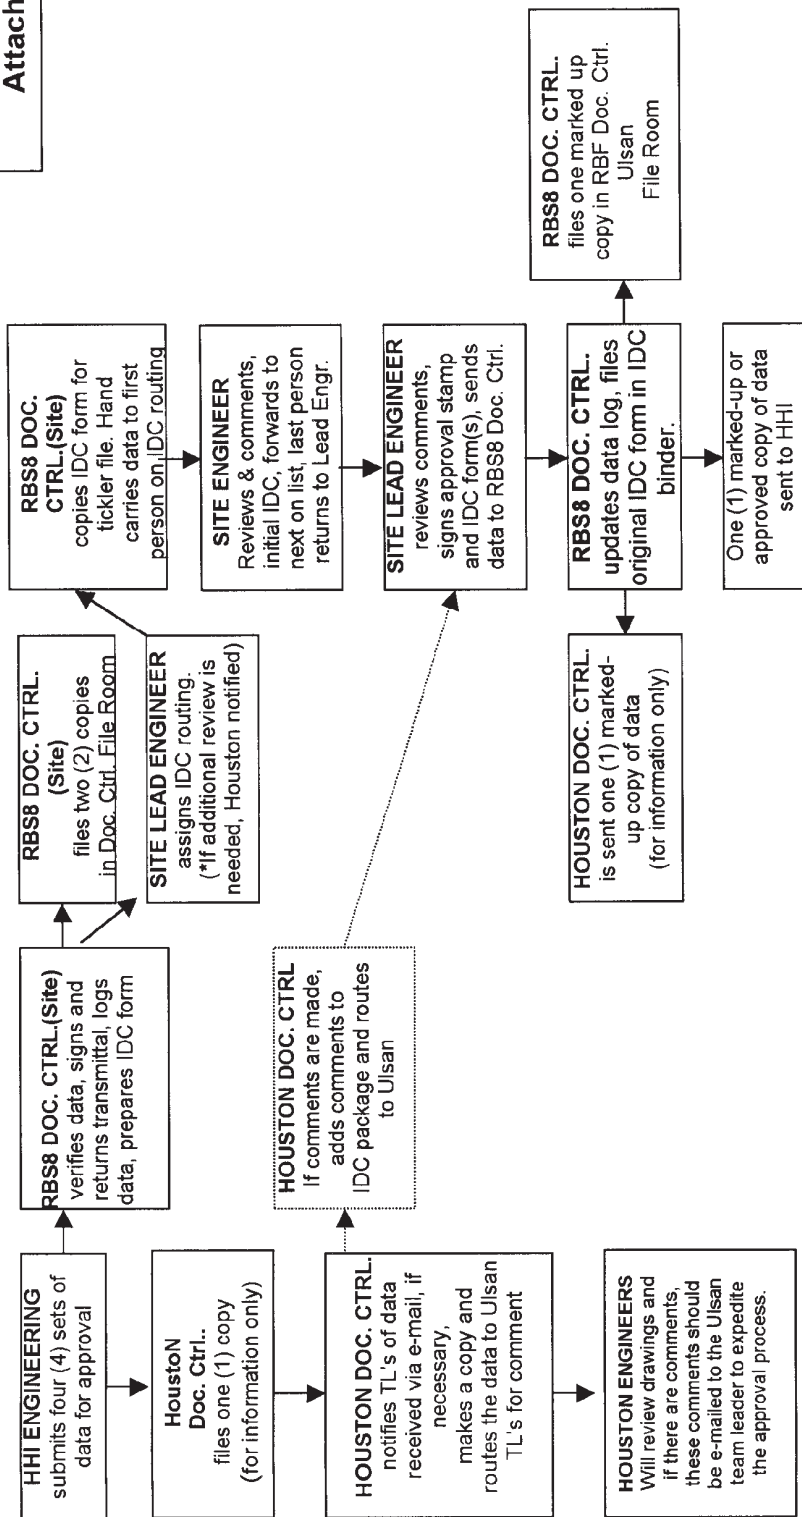 Attach
HHI ENGINEERING
submits four (4) sets of
data for approval
HoustoN
Doc. Ctrl..
files one (1) copy
(for information only)
HOUSTON DOC. CTRL.
notifies TL's of data
received via e-mail, if
necessary,
makes a copy and
routes the data to Ulsan
TL's for comment
HOUSTON ENGINEERS
Will review drawings and
if there are comments,
these comments should
be e-mailed to the Ulsan
team leader to expedite
the approval process.
RBS8 DOC. CTRL.(Site)
verifies data, signs and
returns transmittal, logs
data, prepares IDC form
HOUSTON DOC. CTRL
If comments are made,
adds comments to
IDC package and routes
to Ulsan
RBS8 DOC. CTRL.
(Site)
files two (2) copies
in Doc. Ctrl. File Room
SITE LEAD ENGINEER
assigns IDC routing.
(*If additional review is
needed, Houston notified)
RBS8 DOC.
CTRL.(Site)
copies IDC form for
tickler file. Hand
carries data to first
person on IDC routing
SITE ENGINEER
Reviews & comments,
initial IDC, forwards to
next on list, last person
returns to Lead Engr.
SITE LEAD ENGINEER
reviews comments,
signs approval stamp
and IDC form(s), sends
data to RBS8 Doc. Ctrl.
RBS8 DOC. CTRL.
updates data log, files
original IDC form in IDC
binder.
HOUSTON DOC. CTRL.
is sent one (1) marked-
up copy of data
(for information only)
RBS8 DOC. CTRL.
files one marked up
copy in RBF Doc. Ctrl.
Ulsan
File Room
One (1) marked-up or
approved copy of data
sent to HHI